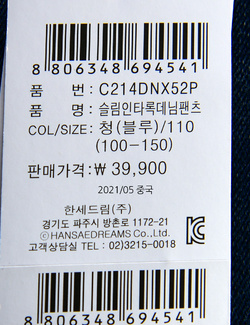 8 806348 694541
품 번: C214DNX52P
품 명: 슬림인타록데님팬츠
COL/SIZE: 청(블루)/110
(100-150)
판매가격: ₩ 39,900
2021/05 중국
한세드림(주)
경기도 파주시 방촌로 1172-21
ⓒHANSAEDREAMS Co.,Ltd.
고객상담실 TEL: 02)3215-0018
8 806348 694541